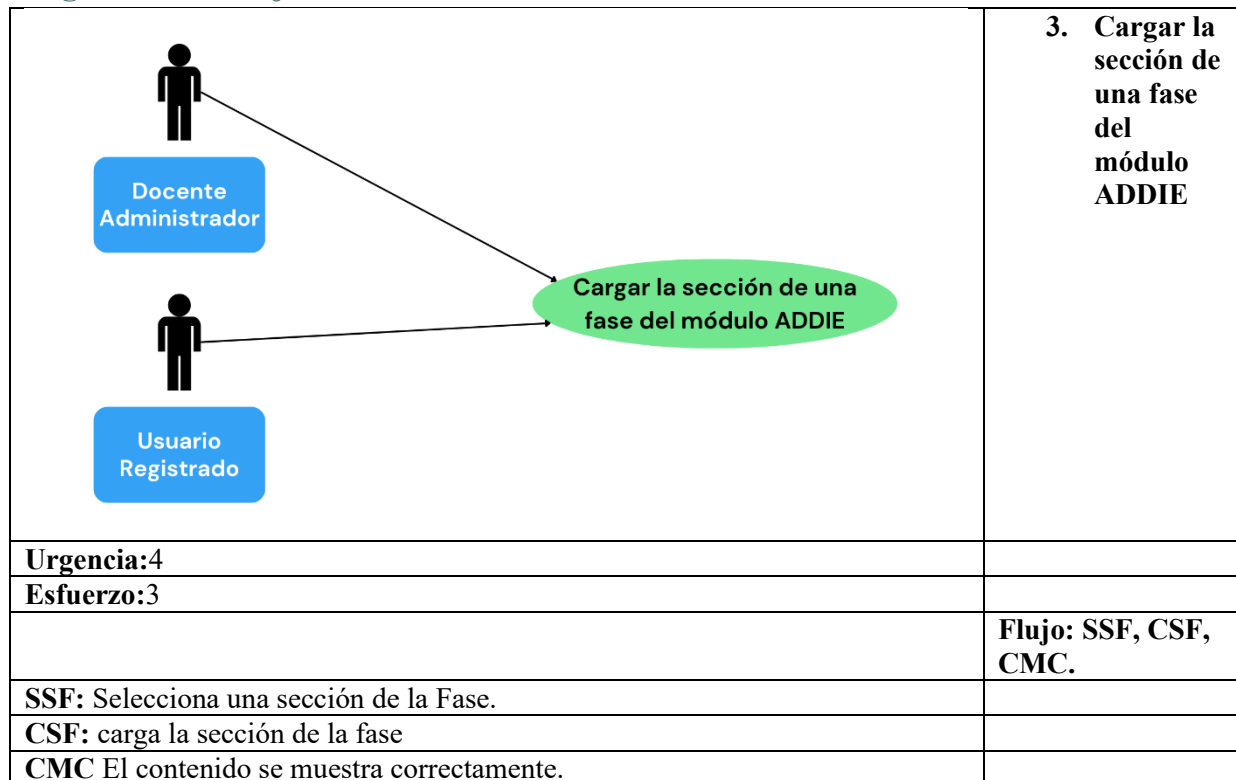 Docente
Administrador
Usuario
Registrado
Cargar la sección de una
fase del módulo ADDIE
3. Cargar la
sección de
una fase
del
módulo
ADDIE
Urgencia:4
Esfuerzo:3
Flujo: SSF, CSF,
CMC.
SSF: Selecciona una sección de la Fase.
CSF: carga la sección de la fase
CMC El contenido se muestra correctamente.